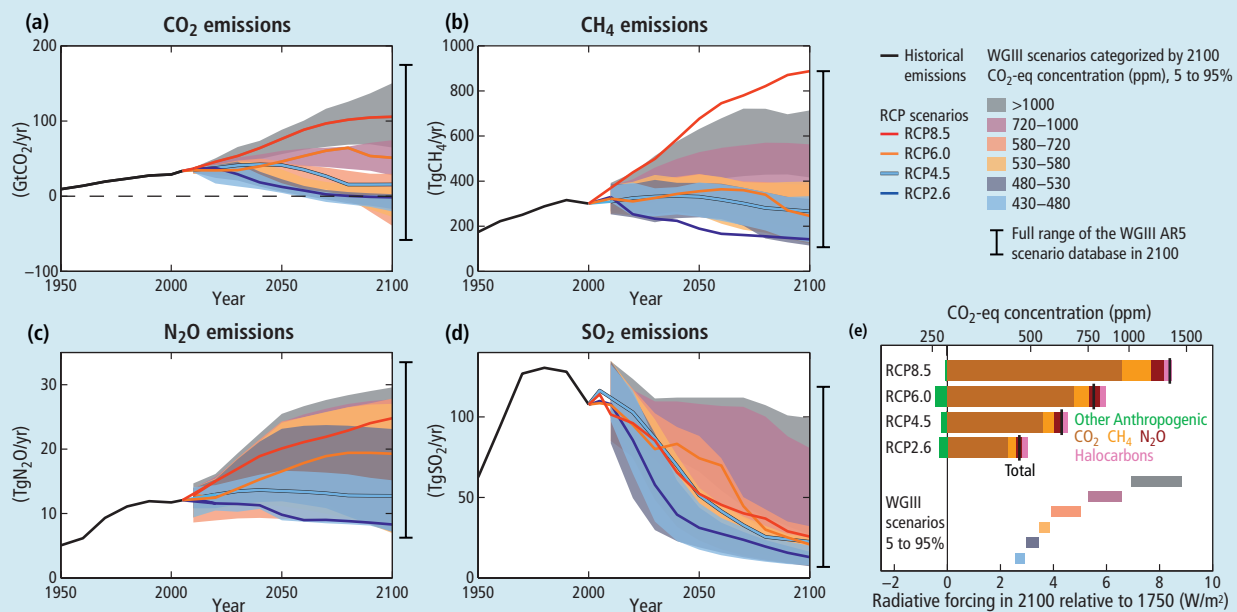 (a)
CO₂ emissions
200
100
0
−100
(GtCO₂/yr)
1950
2000
2050
2100
Year
(b)
CH₄ emissions
1000
800
600
400
200
0
(TgCH₄/yr)
1950
2000
2050
2100
Year
Historical
emissions
RCP scenarios
RCP8.5
RCP6.0
RCP4.5
RCP2.6
WGIII scenarios categorized by 2100
CO₂-eq concentration (ppm), 5 to 95%
>1000
720−1000
580−720
530−580
480−530
430−480
Full range of the WGIII AR5
scenario database in 2100
(c)
N₂O emissions
30
20
10
0
(TgN₂O/yr)
1950
2000
2050
2100
Year
(d)
SO₂ emissions
100
50
0
(TgSO₂/yr)
1950
2000
2050
2100
Year
(e)
CO₂-eq concentration (ppm)
250
500
750
1000
1500
RCP8.5
RCP6.0
RCP4.5
RCP2.6
Other Anthropogenic
CO₂ CH₄ N₂O
Halocarbons
Total
WGIII
scenarios
5 to 95%
−2
0
2
4
6
8
10
Radiative forcing in 2100 relative to 1750 (W/m²)